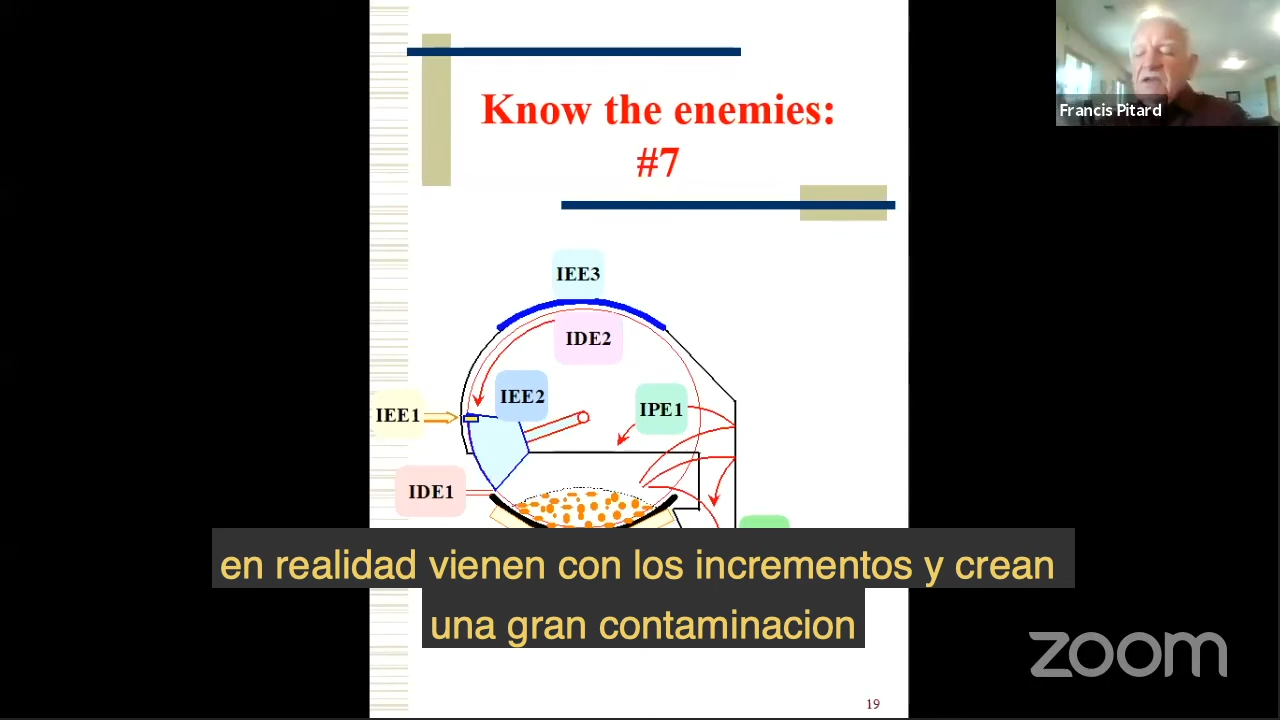 Francis Pitard
Know the enemies:
#7
IEE3
IDE2
IEE2
IPE1
IEE1
IDE1
en realidad vienen con los incrementos y crean
una gran contaminacion
zoom
19